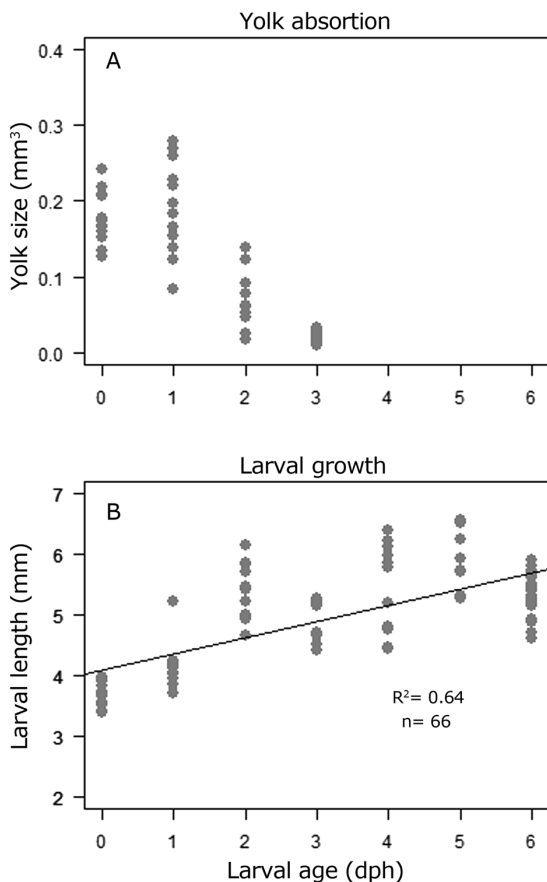 Yolk absortion
A
0.4
0.3
0.2
0.1
0.0
Yolk size (mm³)
0 1 2 3 4 5 6
Larval growth
B
7
6
5
4
3
2
Larval length (mm)
R²= 0.64
n= 66
0 1 2 3 4 5 6
Larval age (dph)